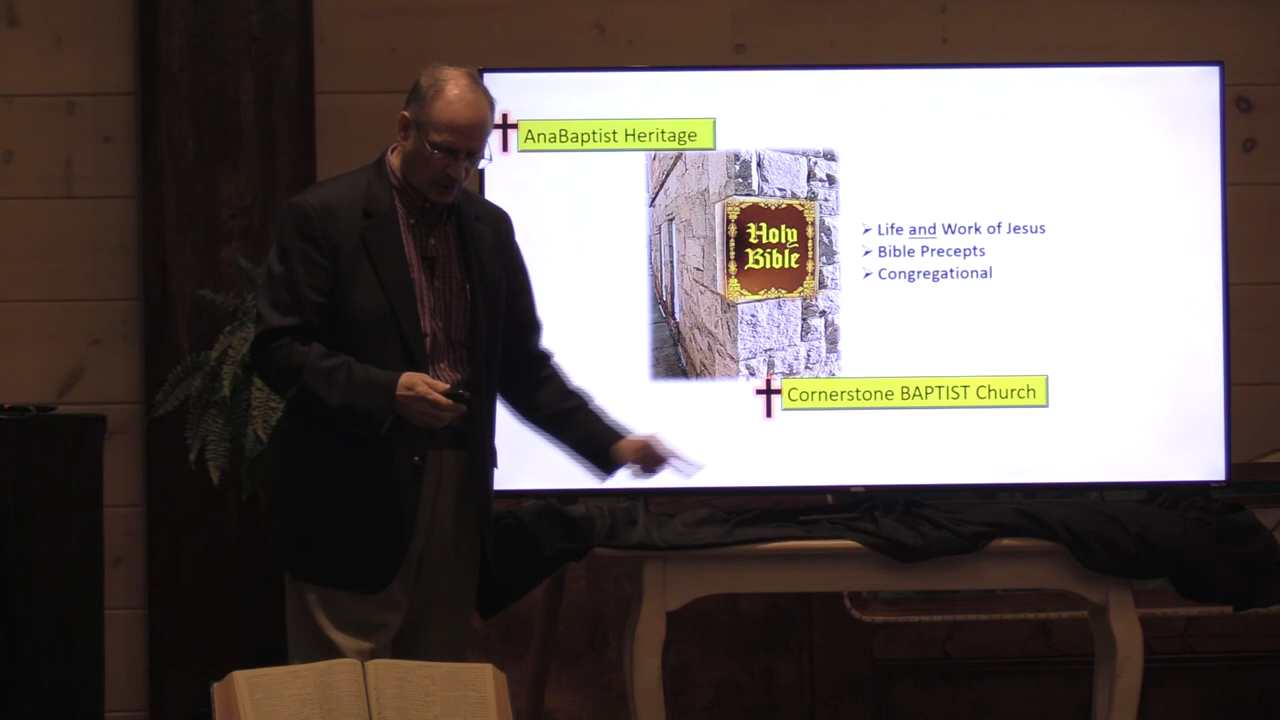 AnaBaptist Heritage
Holy
Bible
➢ Life and Work of Jesus
➢ Bible Precepts
➢ Congregational
Cornerstone BAPTIST Church